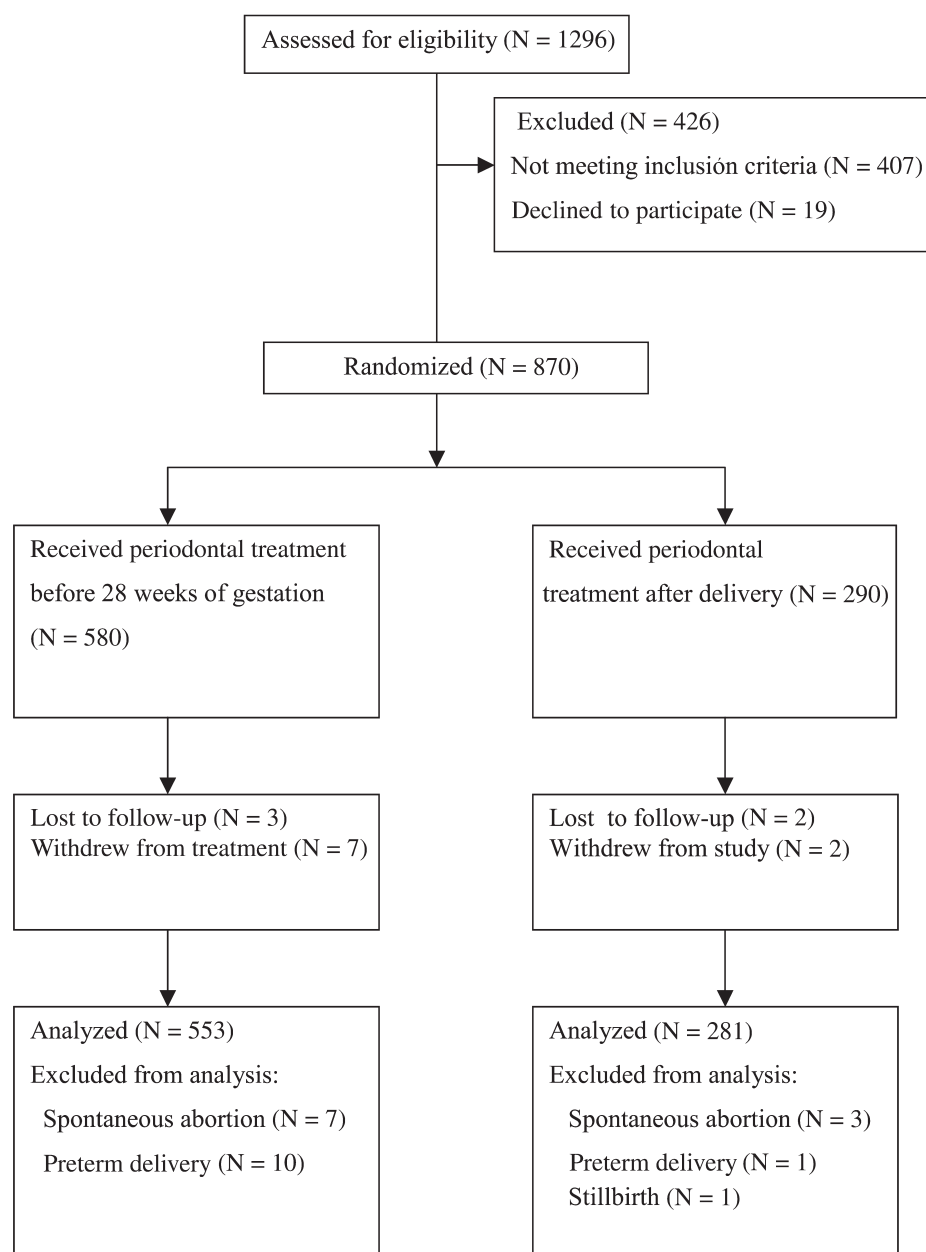 Assessed for eligibility (N = 1296)
Excluded (N = 426)
Not meeting inclusión criteria (N = 407)
Declined to participate (N = 19)
Randomized (N = 870)
Received periodontal treatment
before 28 weeks of gestation
(N = 580)
Received periodontal
treatment after delivery (N = 290)
Lost to follow-up (N = 3)
Withdrew from treatment (N = 7)
Lost to follow-up (N = 2)
Withdrew from study (N = 2)
Analyzed (N = 553)
Excluded from analysis:
Spontaneous abortion (N = 7)
Preterm delivery (N = 10)
Analyzed (N = 281)
Excluded from analysis:
Spontaneous abortion (N = 3)
Preterm delivery (N = 1)
Stillbirth (N = 1)